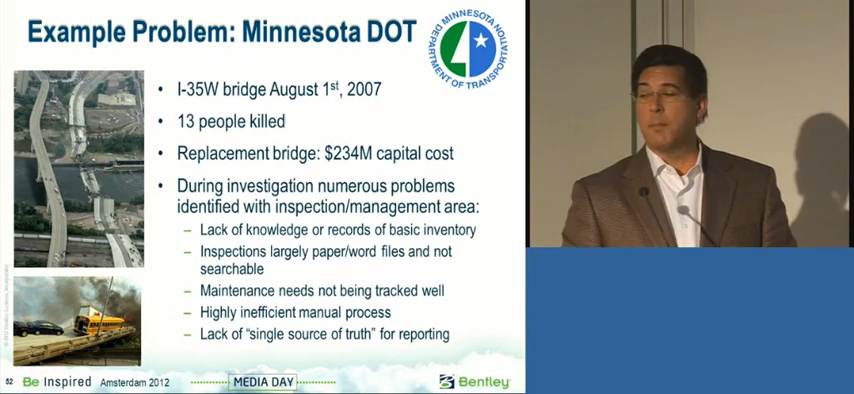 Example Problem: Minnesota DOT
MINNESOTA
DEPARTMENT OF TRANSPORTATION
• I-35W bridge August 1st, 2007
• 13 people killed
• Replacement bridge: $234M capital cost
• During investigation numerous problems
identified with inspection/management area:
– Lack of knowledge or records of basic inventory
– Inspections largely paper/word files and not
searchable
– Maintenance needs not being tracked well
– Highly inefficient manual process
– Lack of “single source of truth” for reporting
52 Be Inspired Amsterdam 2012
MEDIA DAY
Bentley